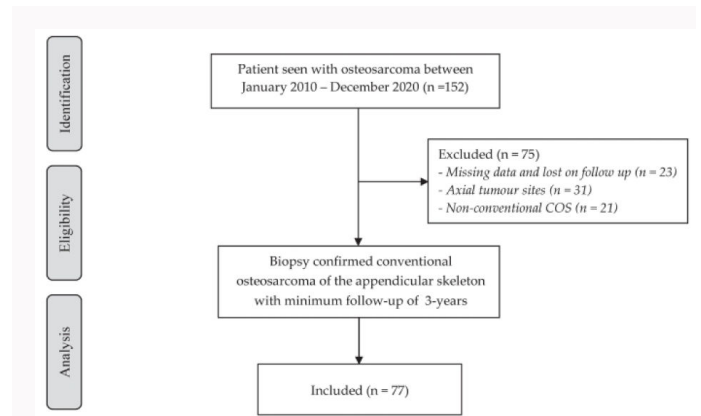 Identification
Patient seen with osteosarcoma between
January 2010 – December 2020 (n =152)
Excluded (n = 75)
- Missing data and lost on follow up (n = 23)
- Axial tumour sites (n = 31)
- Non-conventional COS (n = 21)
Eligibility
Biopsy confirmed conventional
osteosarcoma of the appendicular skeleton
with minimum follow-up of 3-years
Analysis
Included (n = 77)